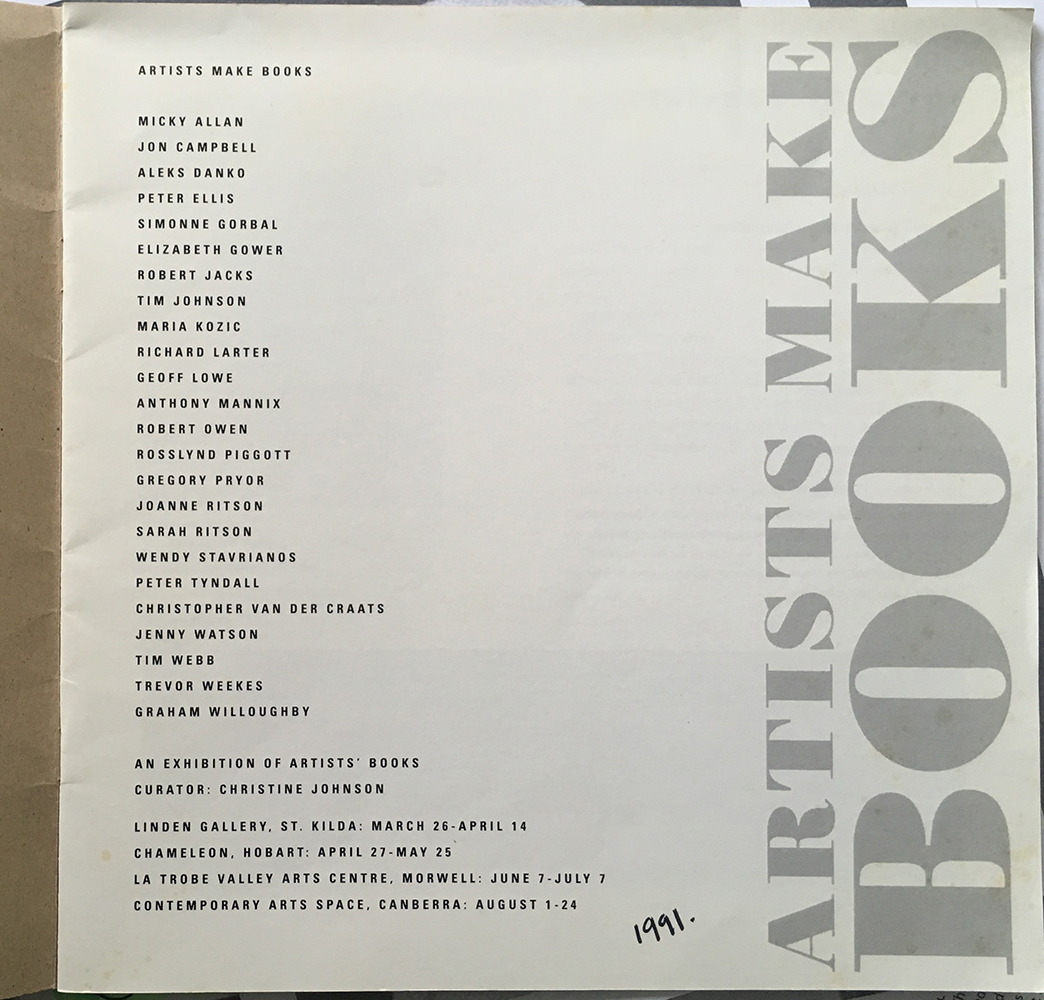 ARTISTS MAKE BOOKS
MICKY ALLAN
JON CAMPBELL
ALEKS DANKO
PETER ELLIS
SIMONNE GORBAL
ELIZABETH GOWER
ROBERT JACKS
TIM JOHNSON
MARIA KOZIC
RICHARD LARTER
GEOFF LOWE
ANTHONY MANNIX
ROBERT OWEN
ROSSLYND PIGGOTT
GREGORY PRYOR
JOANNE RITSON
SARAH RITSON
WENDY STAVRIANOS
PETER TYNDALL
CHRISTOPHER VAN DER CRAATS
JENNY WATSON
TIM WEBB
TREVOR WEEKES
GRAHAM WILLOUGHBY
AN EXHIBITION OF ARTISTS' BOOKS
CURATOR: CHRISTINE JOHNSON
LINDEN GALLERY, ST. KILDA: MARCH 26-APRIL 14
CHAMELEON, HOBART: APRIL 27-MAY 25
LA TROBE VALLEY ARTS CENTRE, MORWELL: JUNE 7-JULY 7
CONTEMPORARY ARTS SPACE, CANBERRA: AUGUST 1-24
1991.
ARTISTS MAKE
BOOKS